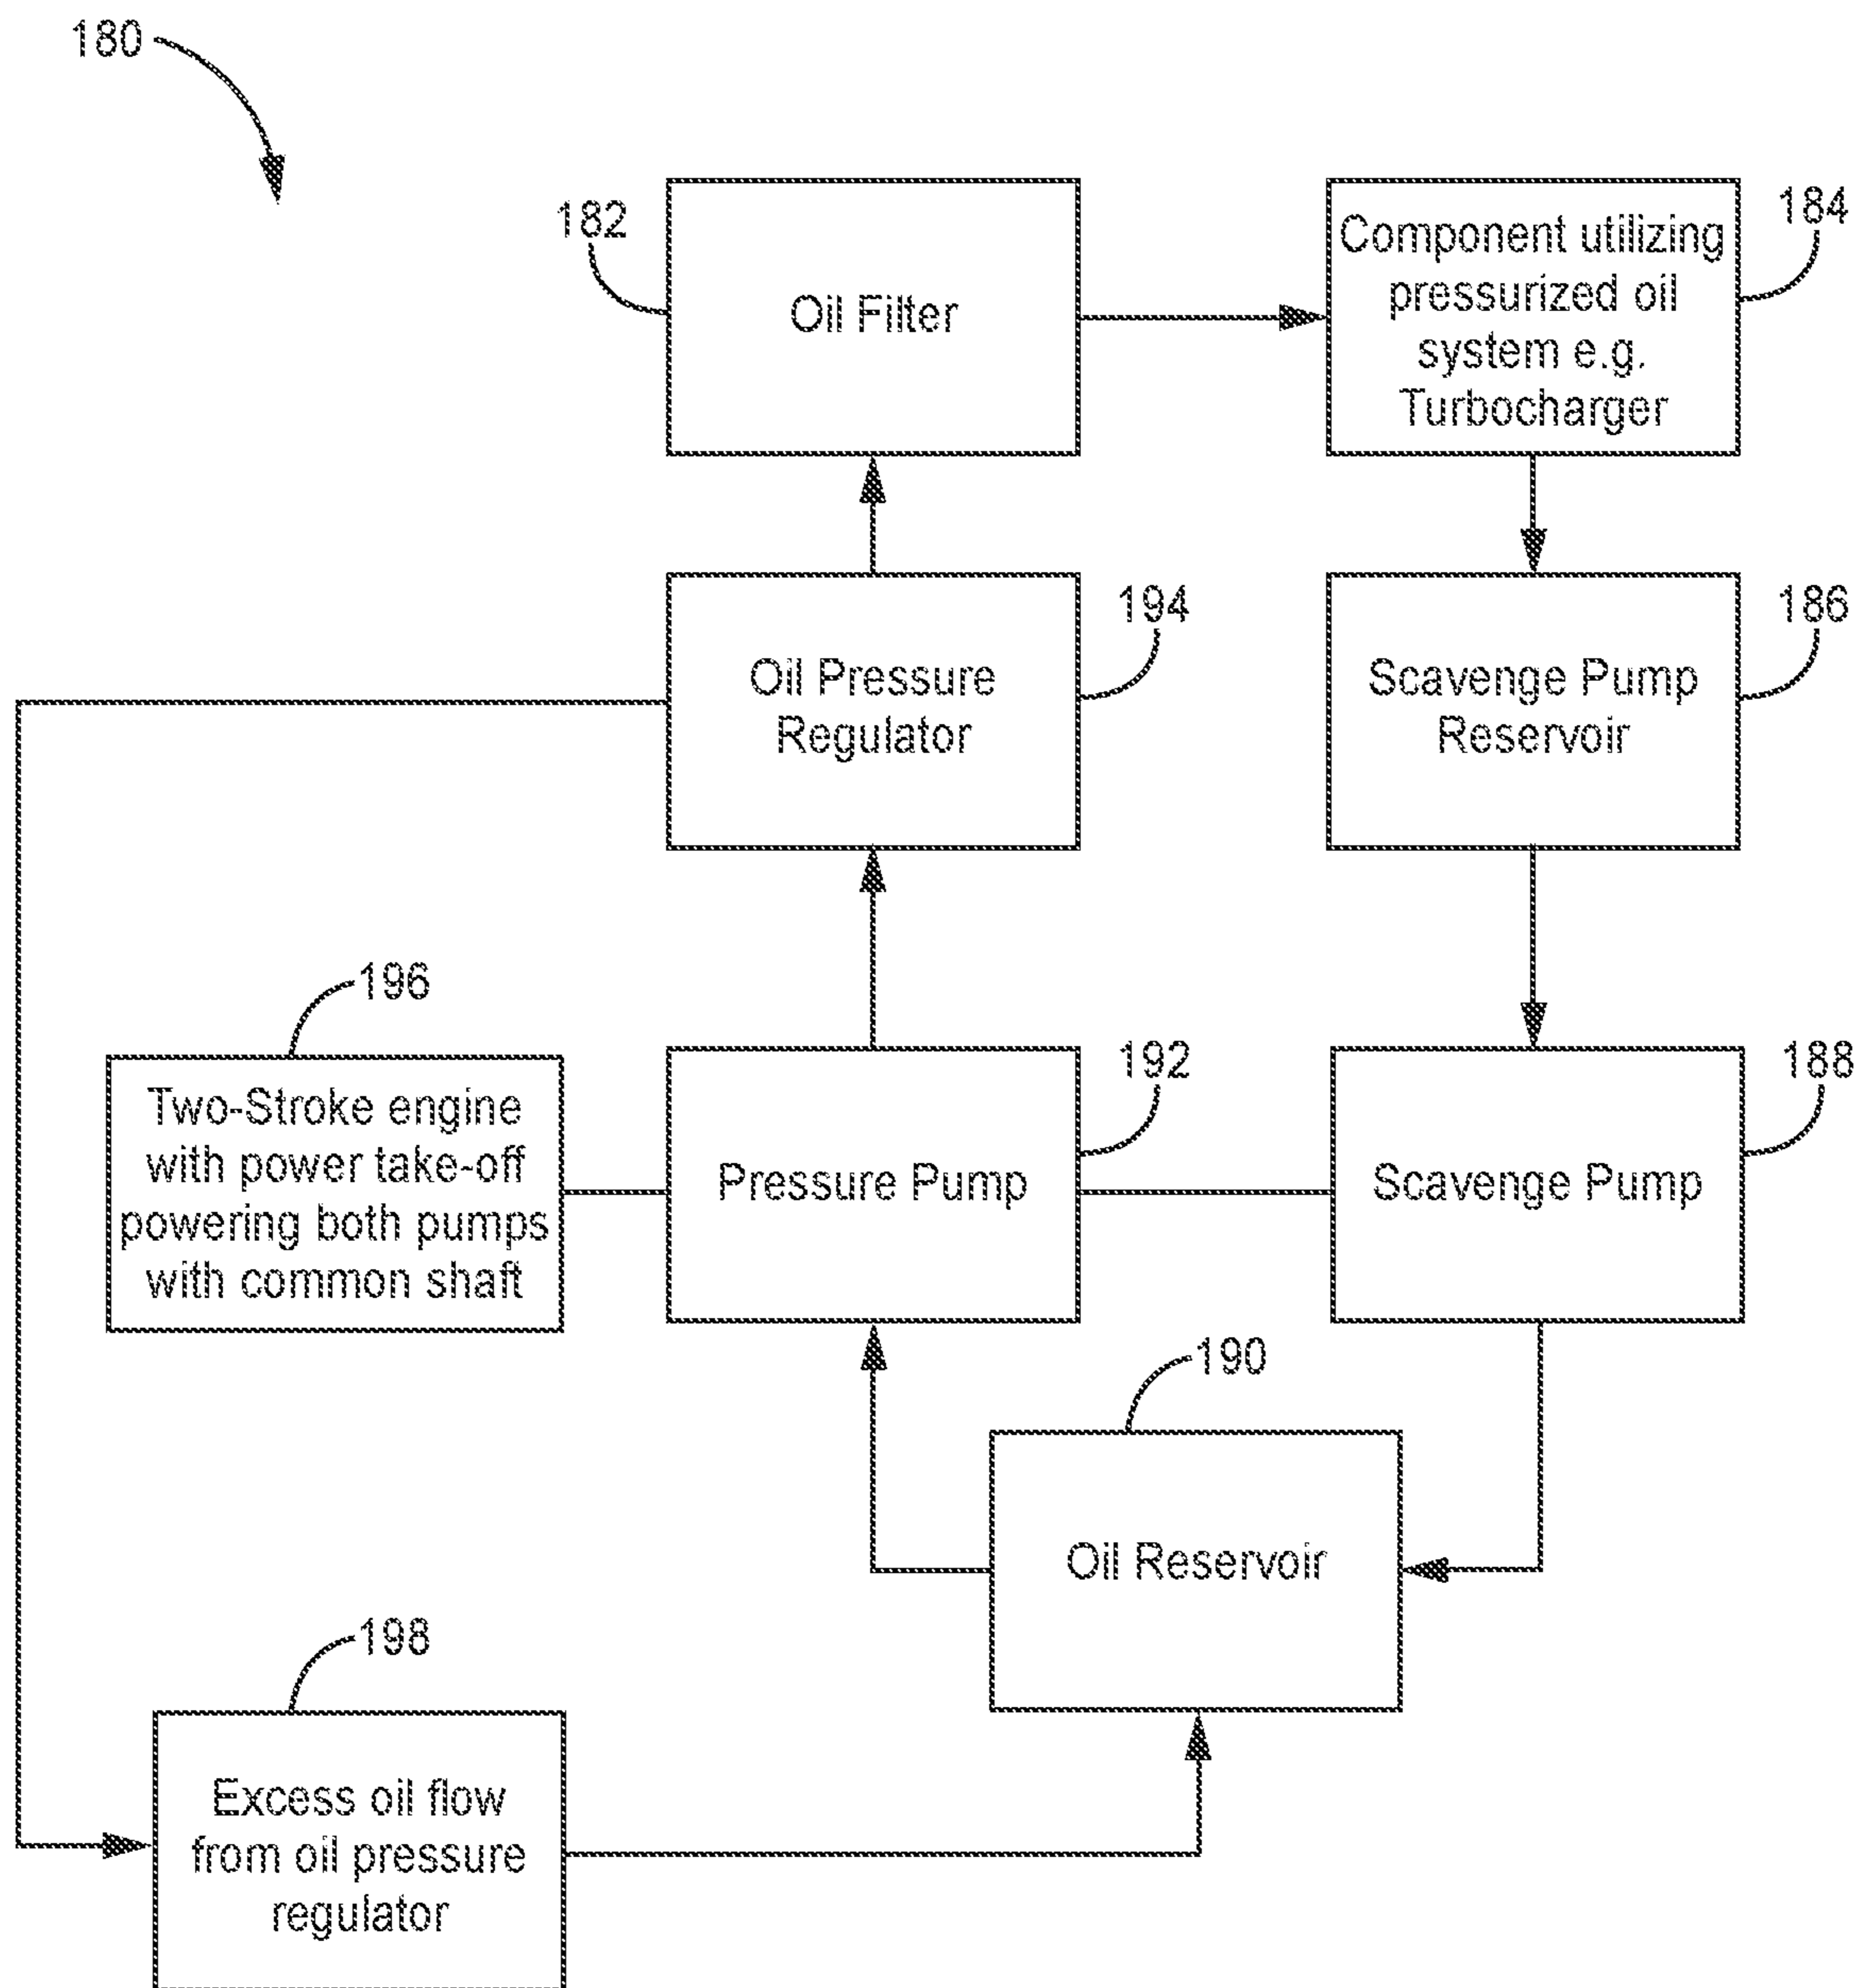 180
182
Oil Filter
184
Component utilizing
pressurized oil
system e.g.
Turbocharger
194
Oil Pressure
Regulator
186
Scavenge Pump
Reservoir
196
Two-Stroke engine
with power take-off
powering both pumps
with common shaft
192
Pressure Pump
188
Scavenge Pump
190
Oil Reservoir
198
Excess oil flow
from oil pressure
regulator